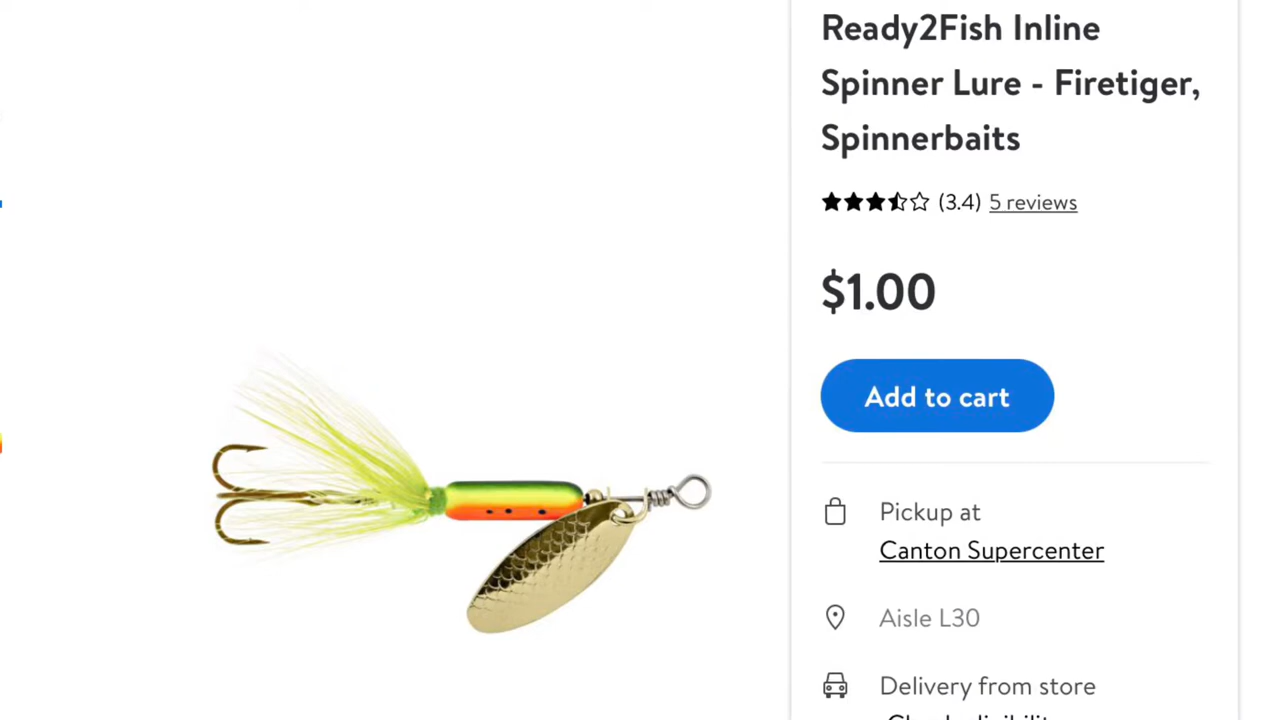 Ready2Fish Inline
Spinner Lure - Firetiger,
Spinnerbaits
(3.4) 5 reviews
$1.00
Add to cart
Pickup at
Canton Supercenter
Aisle L30
Delivery from store